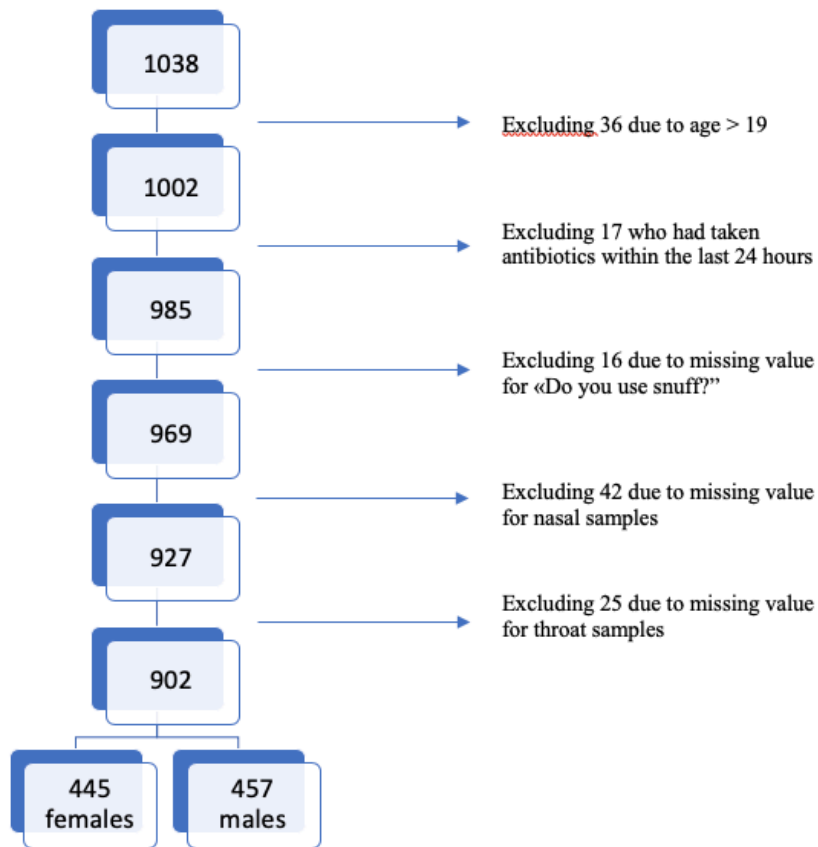 1038
Excluding 36 due to age > 19
1002
Excluding 17 who had taken
antibiotics within the last 24 hours
985
Excluding 16 due to missing value
for «Do you use snuff?”
969
Excluding 42 due to missing value
for nasal samples
927
Excluding 25 due to missing value
for throat samples
902
445
females
457
males